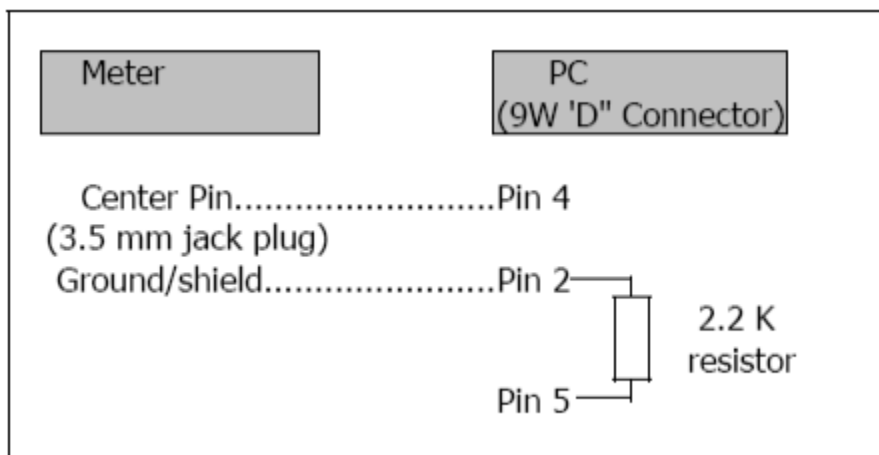 Meter
PC
(9W 'D" Connector)
Center Pin..........................Pin 4
(3.5 mm jack plug)
Ground/shield.......................Pin 2
2.2 K
resistor
Pin 5